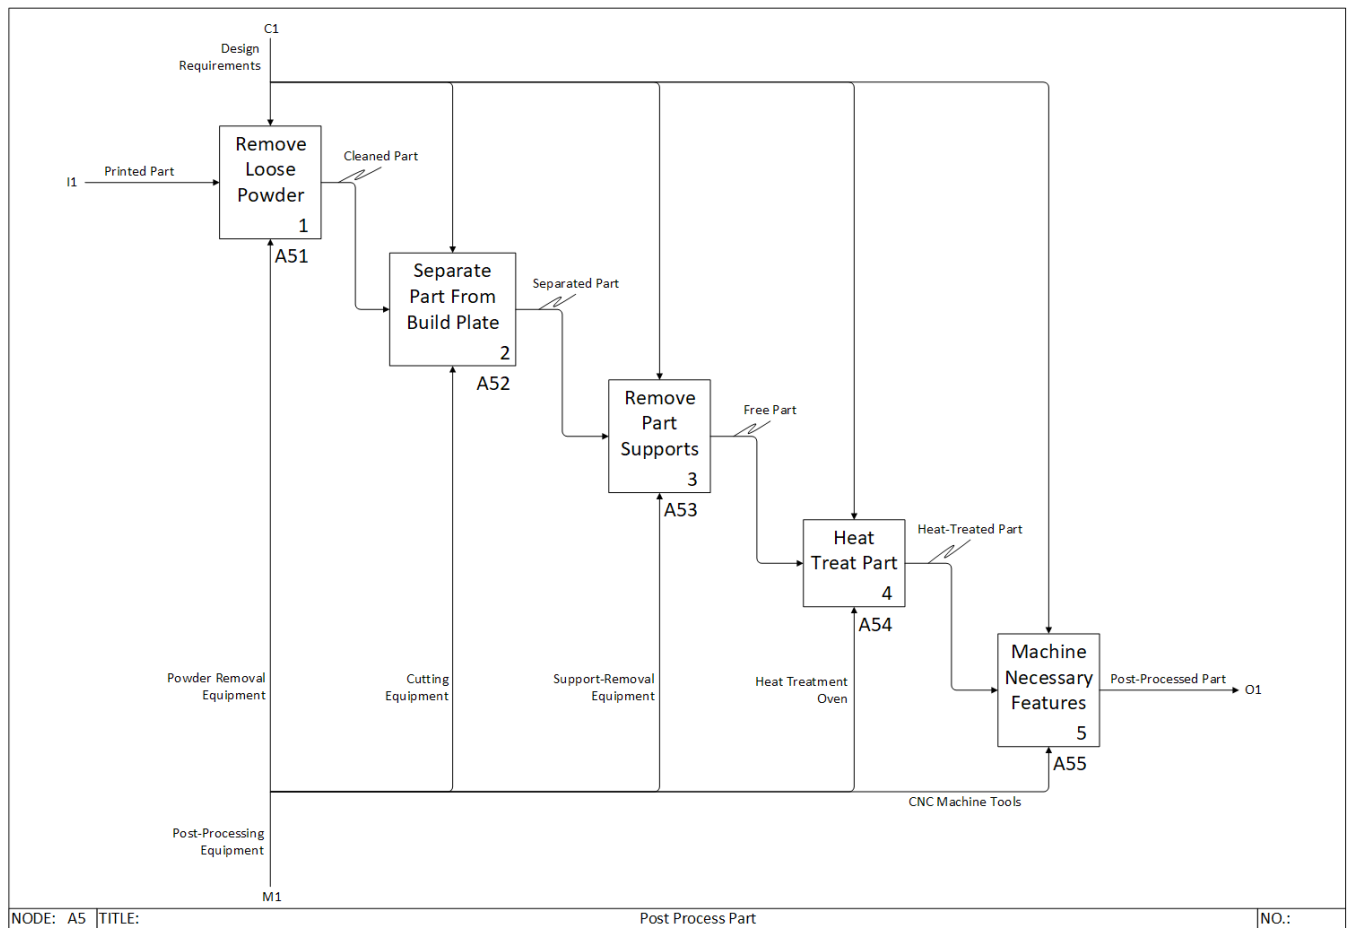 C1
Design
Requirements
Remove
Loose
Powder
1
A51
Cleaned Part
Printed Part
I1
Separate
Part From
Build Plate
2
A52
Separated Part
Remove
Part
Supports
3
A53
Free Part
Heat
Treat Part
4
A54
Heat-Treated Part
Machine
Necessary
Features
5
A55
Post-Processed Part
O1
Powder Removal
Equipment
Cutting
Equipment
Support-Removal
Equipment
Heat Treatment
Oven
CNC Machine Tools
Post-Processing
Equipment
M1
NODE: A5 TITLE: Post Process Part NO.: